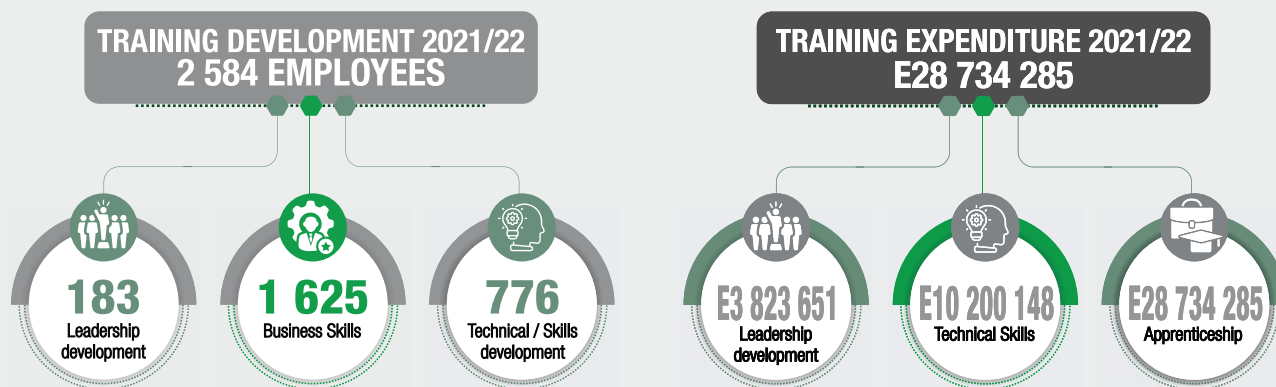 TRAINING DEVELOPMENT 2021/22
2 584 EMPLOYEES
183
Leadership
development
1 625
Business Skills
776
Technical / Skills
development
TRAINING EXPENDITURE 2021/22
E28 734 285
E3 823 651
Leadership
development
E10 200 148
Technical Skills
E28 734 285
Apprenticeship